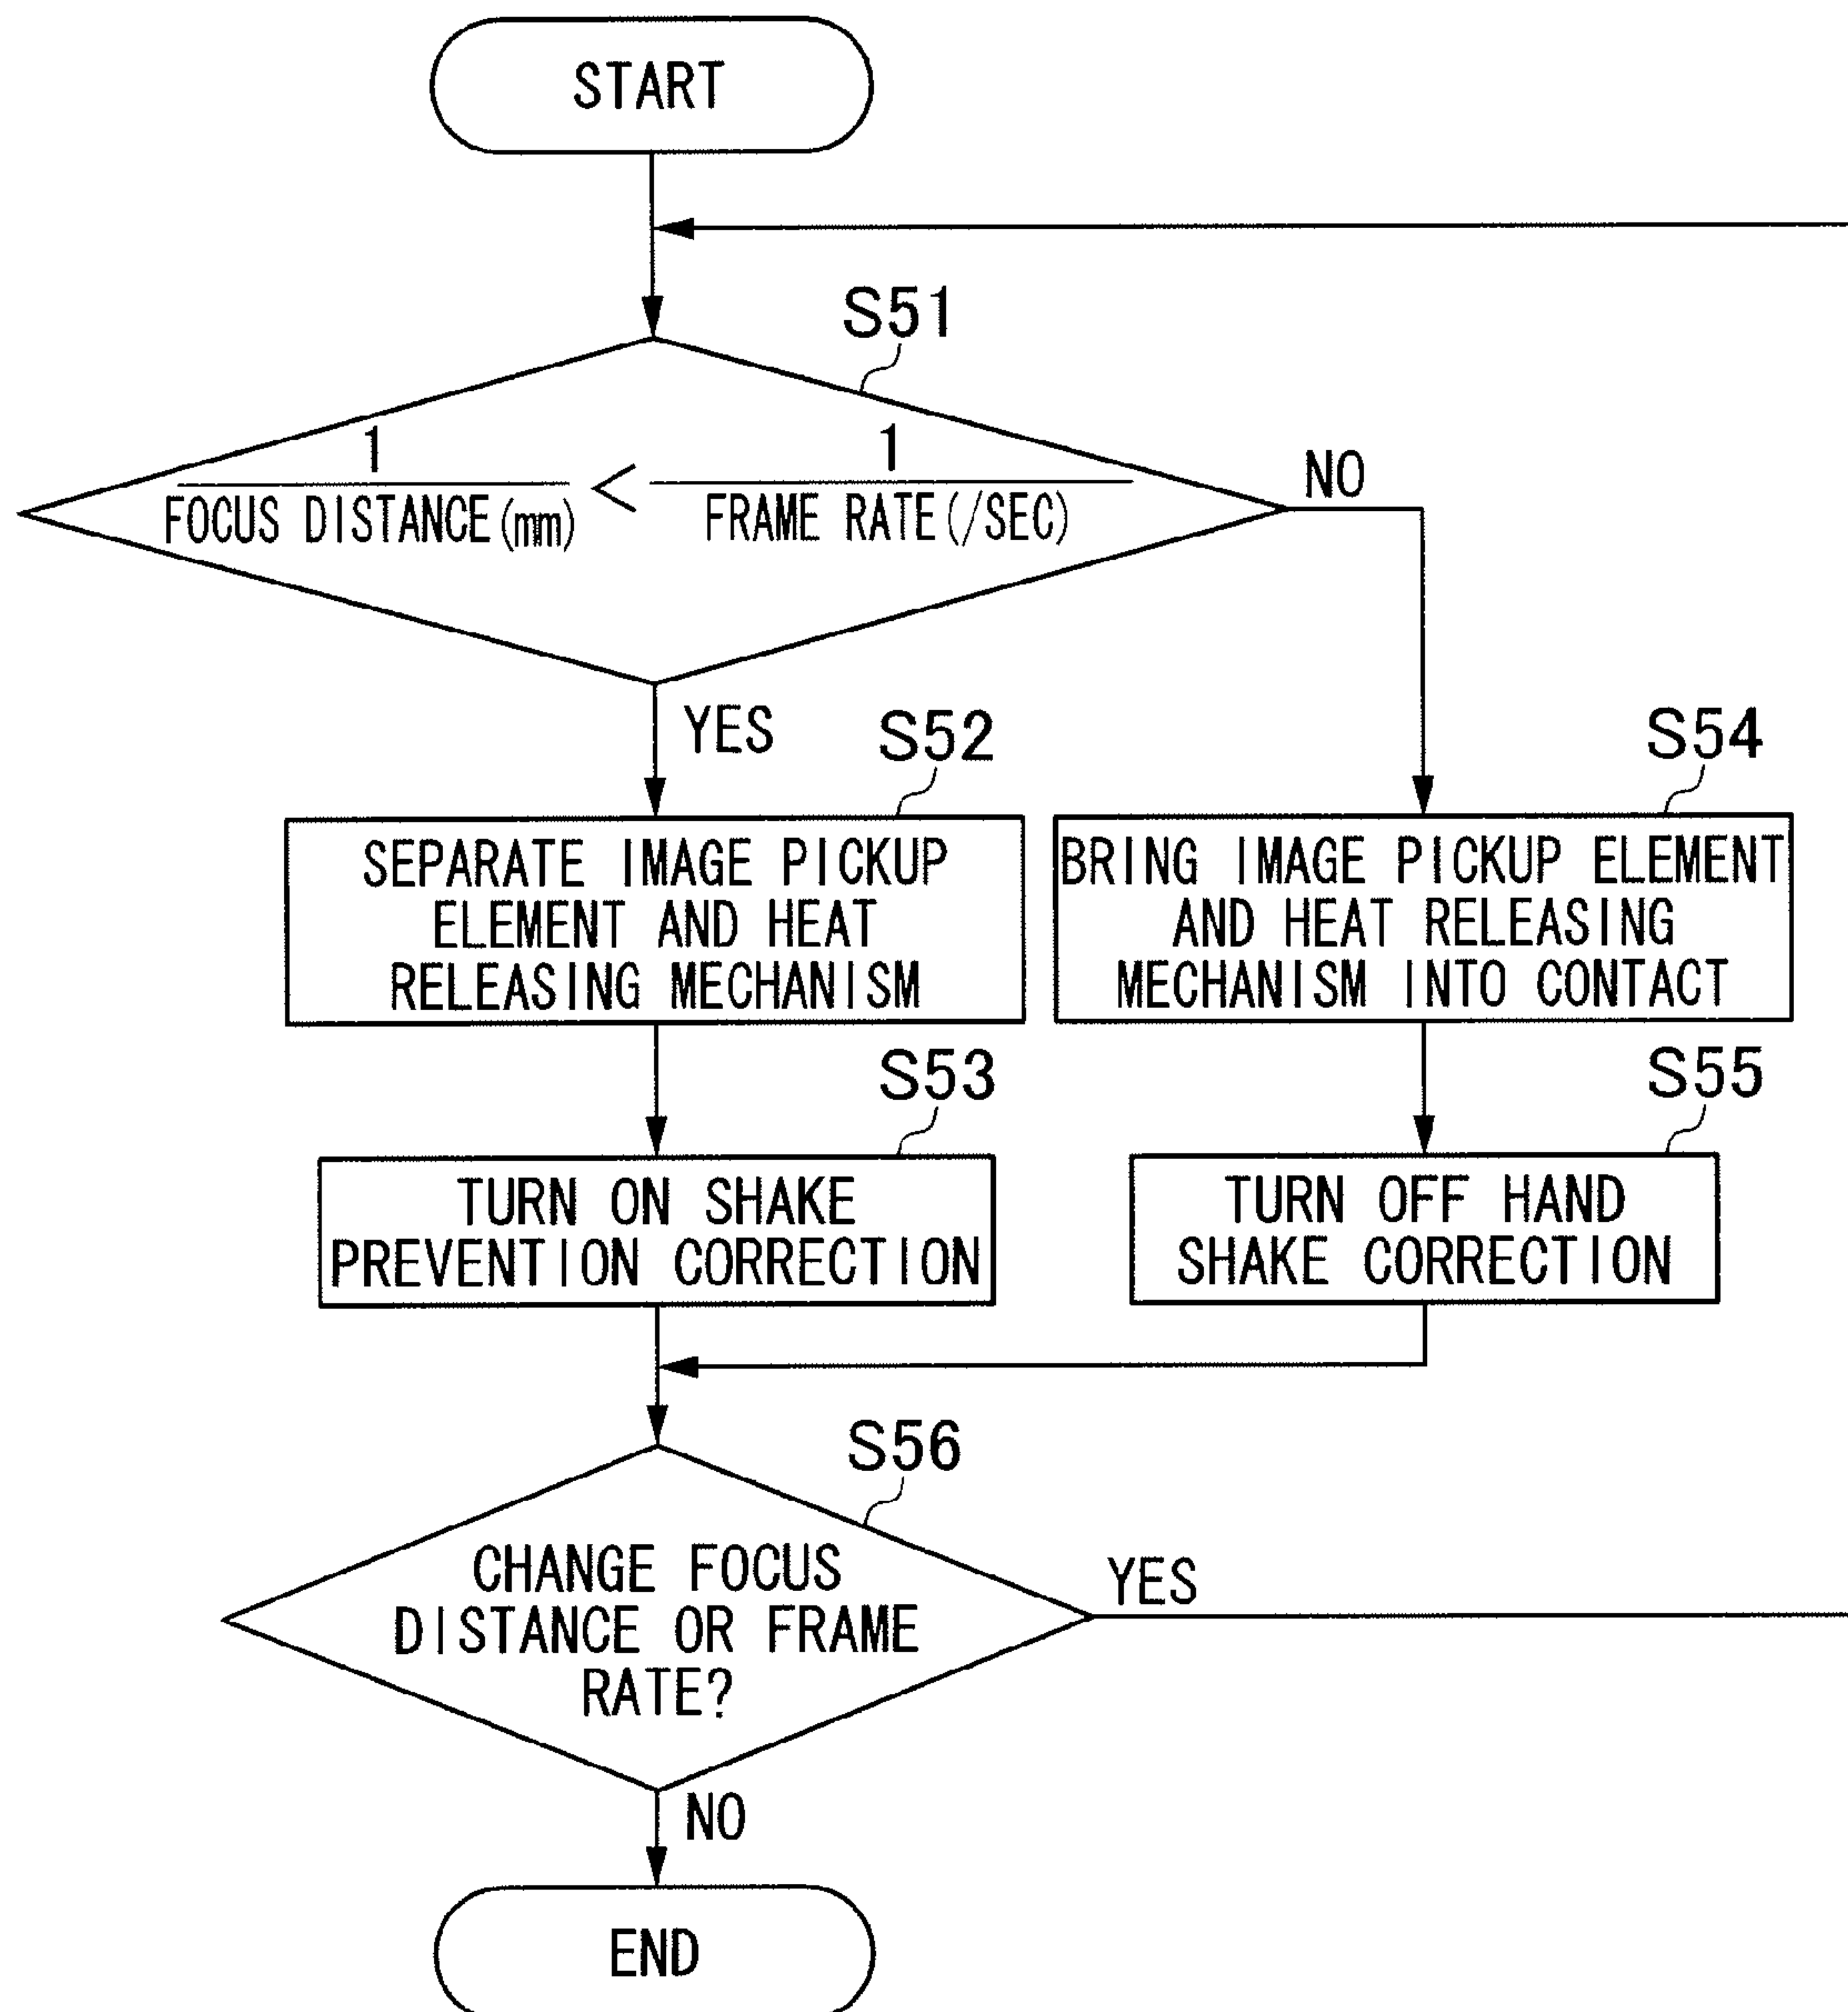 START
S51
1
FOCUS DISTANCE(mm)
<
1
FRAME RATE(/SEC)
NO
YES
S52
SEPARATE IMAGE PICKUP
ELEMENT AND HEAT
RELEASING MECHANISM
S54
BRING IMAGE PICKUP ELEMENT
AND HEAT RELEASING
MECHANISM INTO CONTACT
S53
TURN ON SHAKE
PREVENTION CORRECTION
S55
TURN OFF HAND
SHAKE CORRECTION
S56
CHANGE FOCUS
DISTANCE OR FRAME
RATE?
YES
NO
END